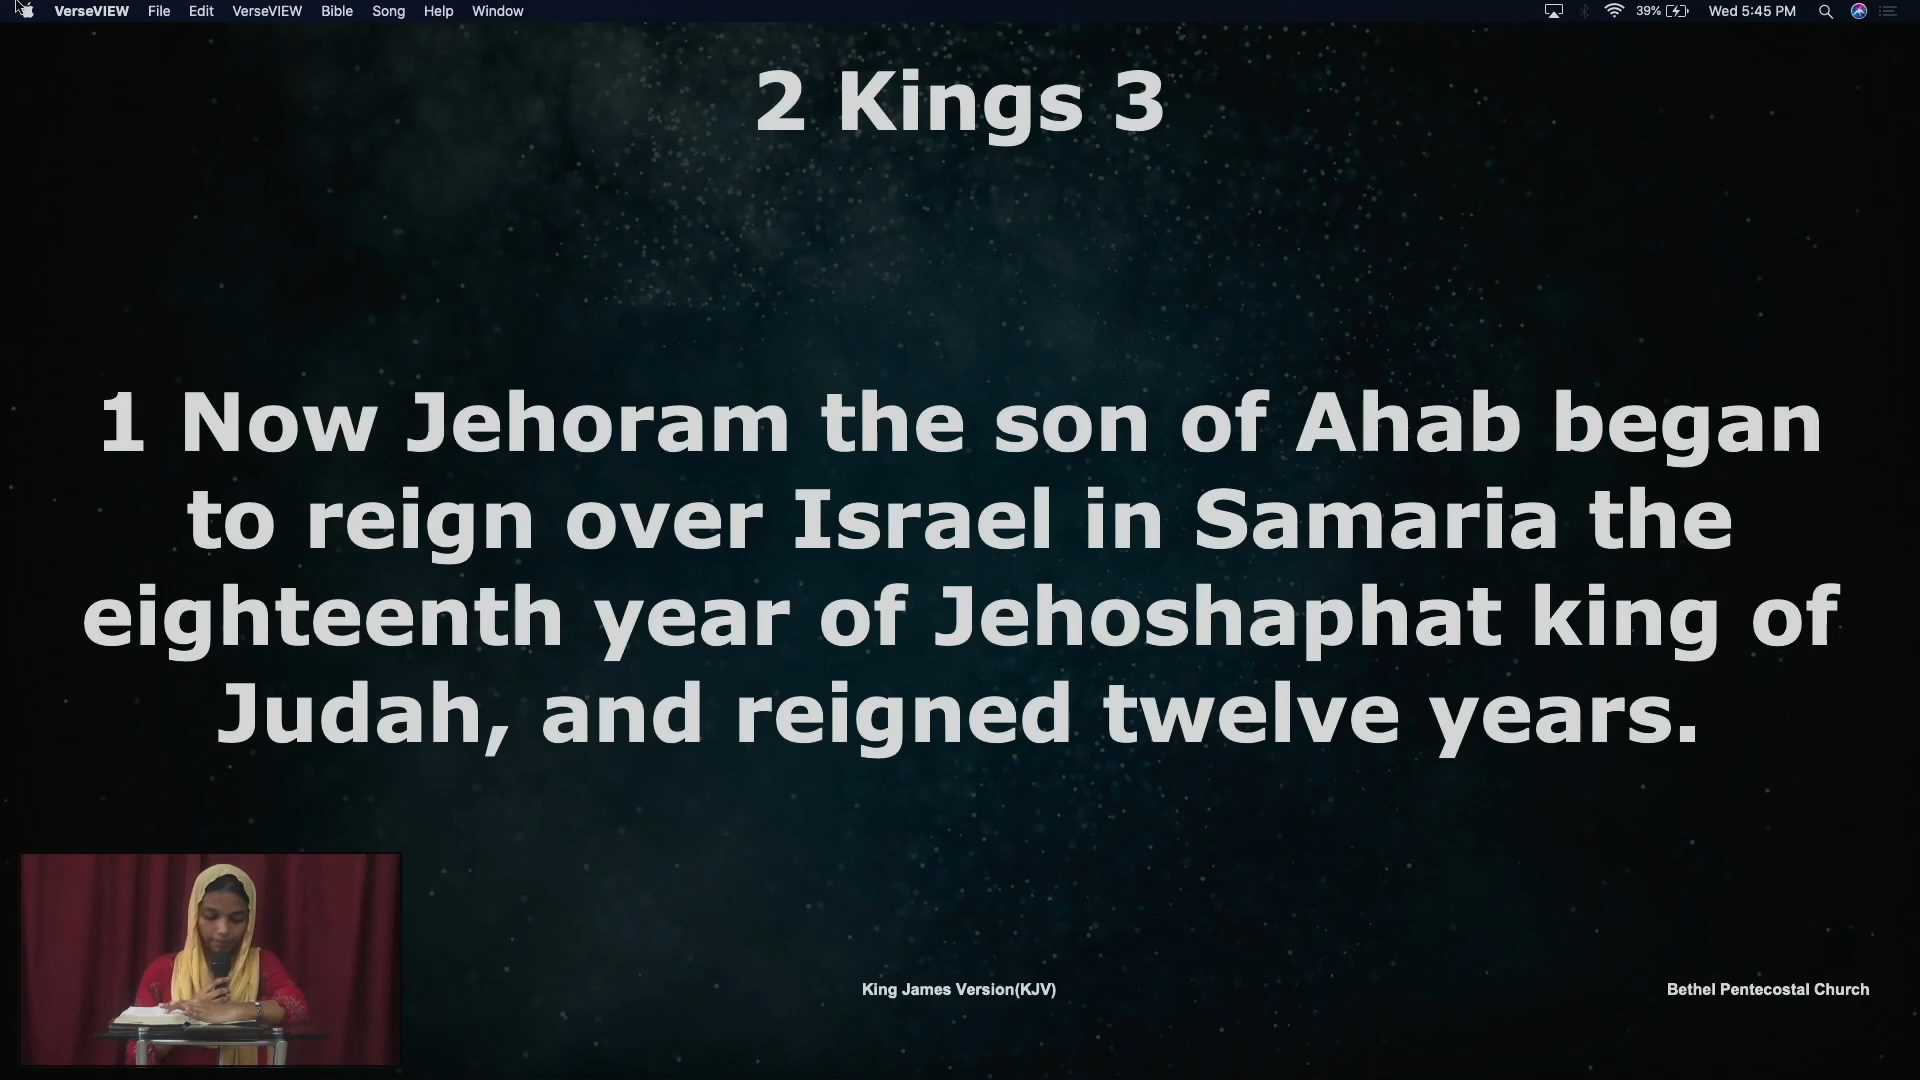 VerseVIEW File Edit VerseVIEW Bible Song Help Window 39% Wed 5:45 PM
2 Kings 3
1 Now Jehoram the son of Ahab began
to reign over Israel in Samaria the
eighteenth year of Jehoshaphat king of
Judah, and reigned twelve years.
King James Version(KJV)
Bethel Pentecostal Church